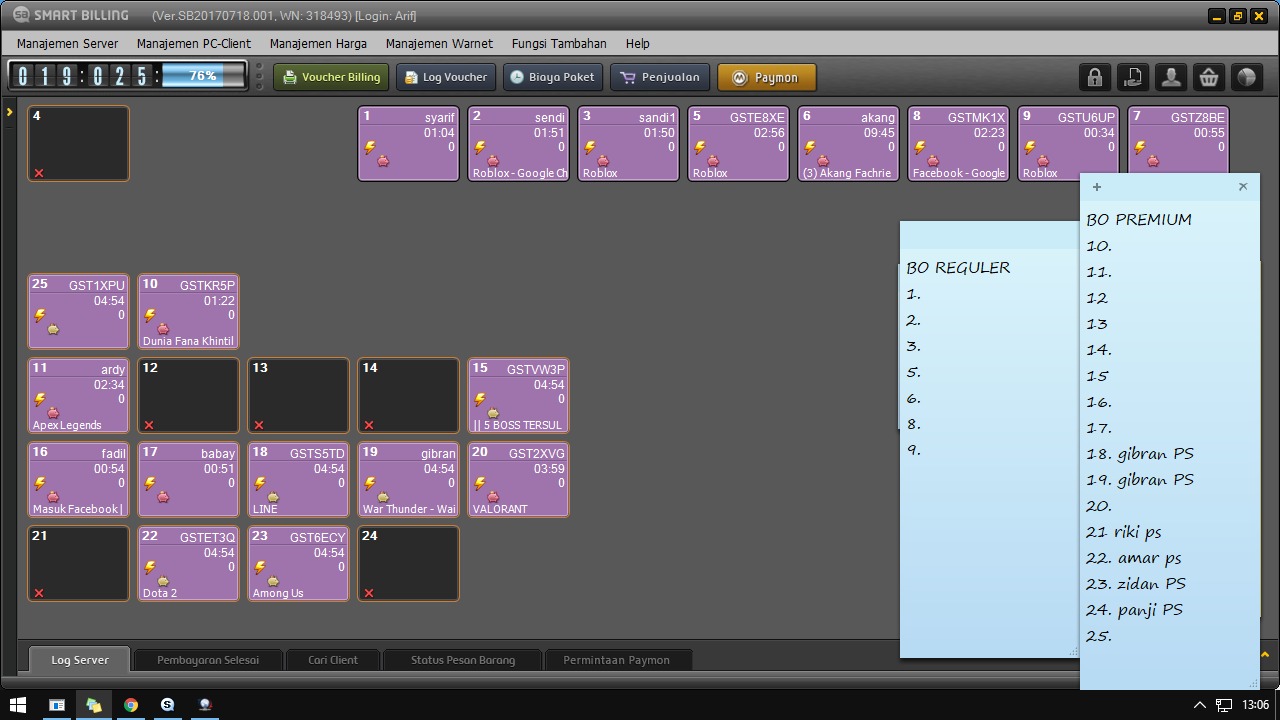 SMART BILLING (Ver.SB20170718.001, WN: 318493) [Login: Arif]
Manajemen Server Manajemen PC-Client Manajemen Harga Manajemen Warnet Fungsi Tambahan Help
019:025: 76% Voucher Billing Log Voucher Biaya Paket Penjualan Paymon
4
1 syarif
01:04
0
2 sendi
01:51
0
Roblox - Google Ch
3 sandi1
01:50
0
Roblox
5 GSTE8XE
02:56
0
Roblox
6 akang
09:45
0
(3) Akang Fachrie
8 GSTMK1X
02:23
0
Facebook - Google
9 GSTU6UP
00:34
0
Roblox
7 GSTZ8BE
00:55
0
25 GST1XPU
04:54
0
10 GSTKR5P
01:22
0
Dunia Fana Khintil
11 ardy
02:34
0
Apex Legends
12
13
14
15 GSTVW3P
04:54
0
|| 5 BOSS TERSUL
16 fadil
00:54
0
Masuk Facebook |
17 babay
00:51
0
18 GSTS5TD
04:54
0
LINE
19 gibran
04:54
0
War Thunder - Wai
20 GST2XVG
03:59
0
VALORANT
21
22 GSTET3Q
04:54
0
Dota 2
23 GST6ECY
04:54
0
Among Us
24
BO REGULER
1.
2.
3.
5.
6.
8.
9.
BO PREMIUM
10.
11.
12
13
14.
15
16.
17.
18. gibran PS
19. gibran PS
20.
21 riki ps
22. amar ps
23. zidan PS
24. panji PS
25.
Log Server Pembayaran Selesai Cari Client Status Pesan Barang Permintaan Paymon
13:06